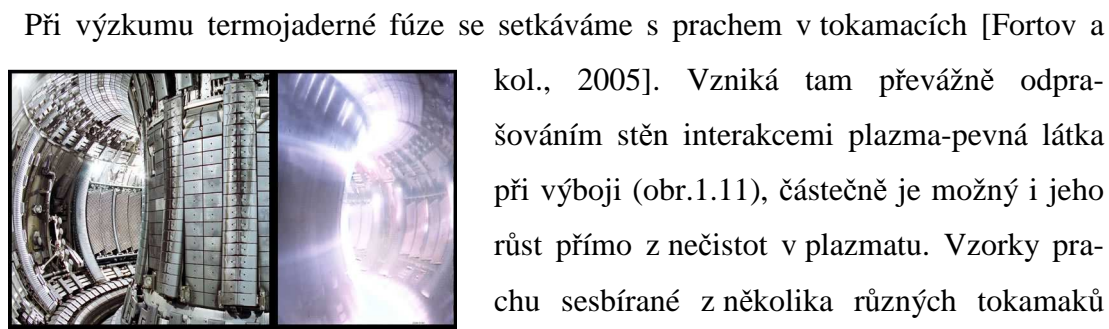 Při výzkumu termojaderné fúze se setkáváme s prachem v tokamacích [Fortov a
kol., 2005]. Vzniká tam převážně odpra-
šováním stěn interakcemi plazma-pevná látka
při výboji (obr.1.11), částečně je možný i jeho
růst přímo z nečistot v plazmatu. Vzorky pra-
chu sesbírané z několika různých tokamaků